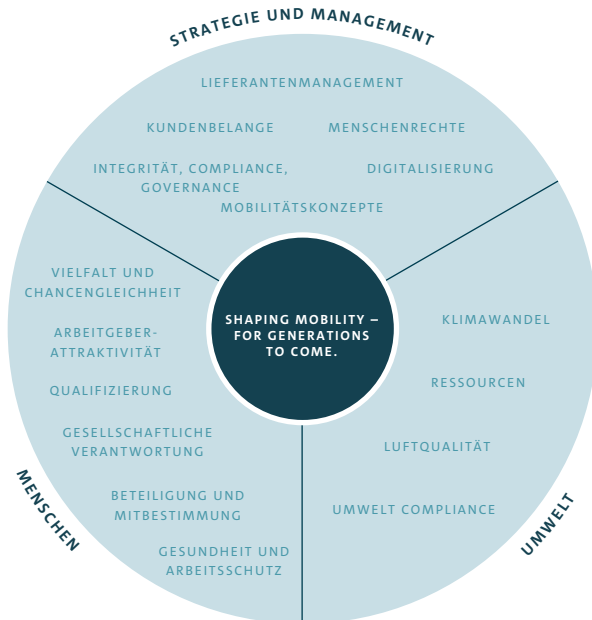 STRATEGIE UND MANAGEMENT
LIEFERANTENMANAGEMENT
KUNDENBELANGE
MENSCHENRECHTE
INTEGRITÄT, COMPLIANCE,
GOVERNANCE
DIGITALISIERUNG
MOBILITÄTSKONZEPTE
VIELFALT UND
CHANCENGLEICHHEIT
ARBEITGEBER-
ATTRAKTIVITÄT
QUALIFIZIERUNG
GESELLSCHAFTLICHE
VERANTWORTUNG
BETEILIGUNG UND
MITBESTIMMUNG
GESUNDHEIT UND
ARBEITSSCHUTZ
MENSCHEN
SHAPING MOBILITY –
FOR GENERATIONS
TO COME.
KLIMAWANDEL
RESSOURCEN
LUFTQUALITÄT
UMWELT COMPLIANCE
UMWELT